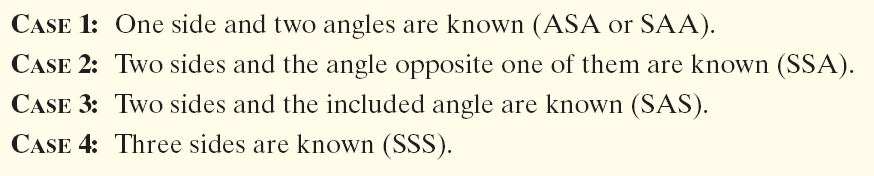 CASE 1: One side and two angles are known (ASA or SAA).
CASE 2: Two sides and the angle opposite one of them are known (SSA).
CASE 3: Two sides and the included angle are known (SAS).
CASE 4: Three sides are known (SSS).